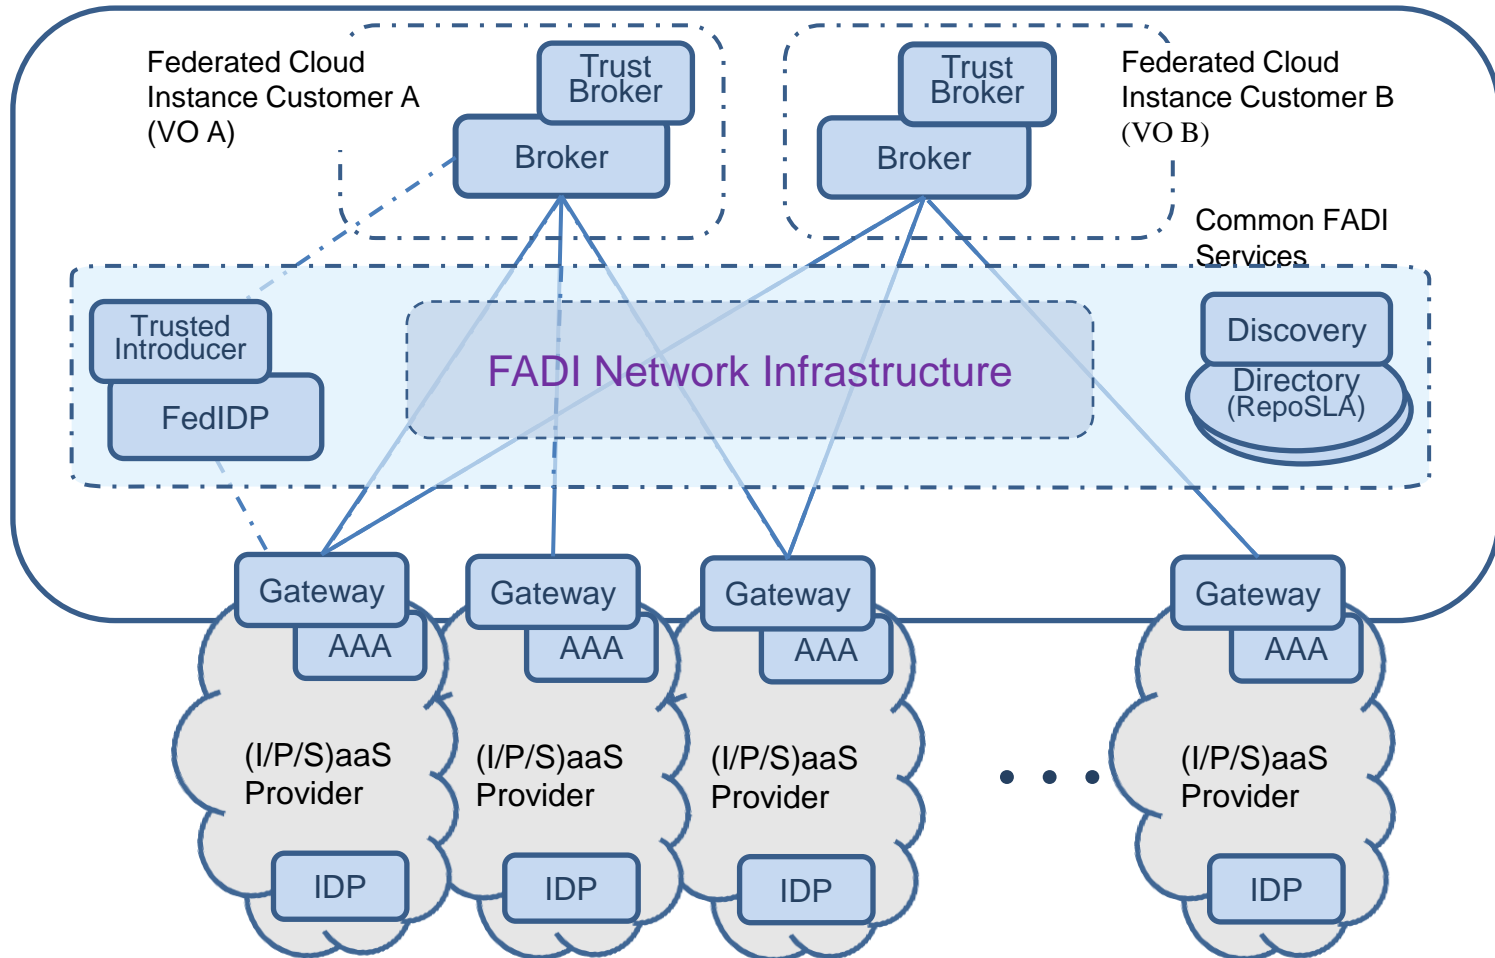 Federated Cloud
Instance Customer A
(VO A)
Trust
Broker
Broker
Trust
Broker
Broker
Federated Cloud
Instance Customer B
(VO B)
Common FADI
Services
Trusted
Introducer
FedIDP
FADI Network Infrastructure
Discovery
Directory
(RepoSLA)
Gateway
AAA
(I/P/S)aaS
Provider
IDP
Gateway
AAA
(I/P/S)aaS
Provider
IDP
Gateway
AAA
(I/P/S)aaS
Provider
IDP
• • •
Gateway
AAA
(I/P/S)aaS
Provider
IDP